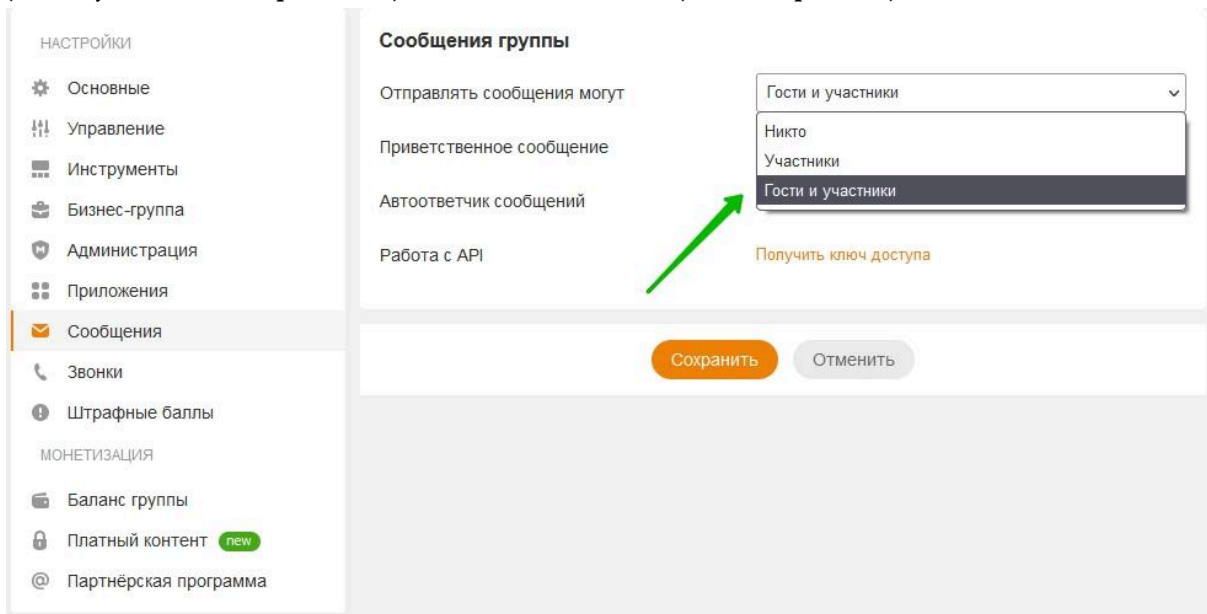 НАСТРОЙКИ
Основные
Управление
Инструменты
Бизнес-группа
Администрация
Приложения
Сообщения
Звонки
Штрафные баллы
МОНЕТИЗАЦИЯ
Баланс группы
Платный контент new
Партнёрская программа
Сообщения группы
Отправлять сообщения могут
Гости и участники
Никто
Участники
Гости и участники
Приветственное сообщение
Автоответчик сообщений
Работа с API
Получить ключ доступа
Сохранить
Отменить